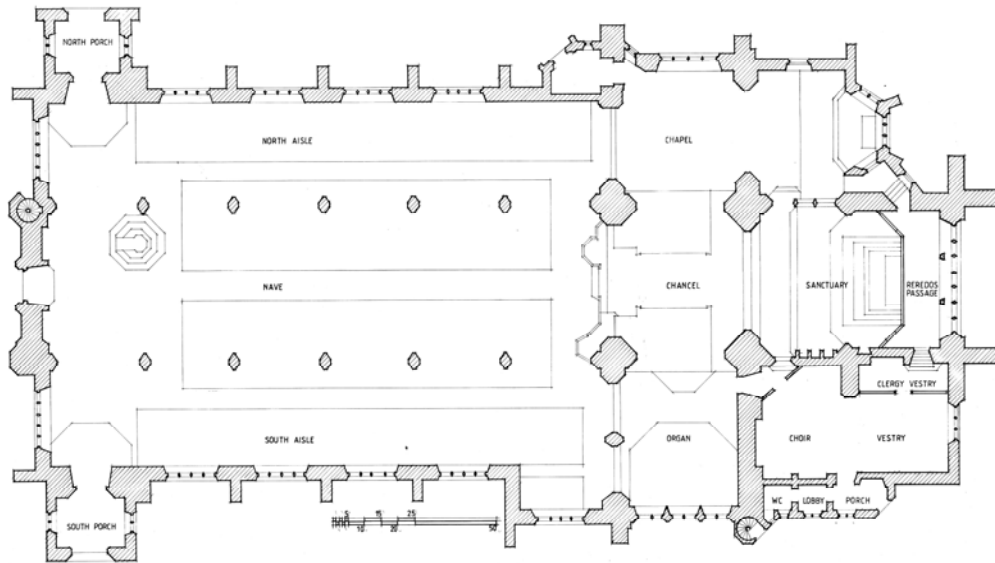 NORTH PORCH
NORTH AISLE
CHAPEL
NAVE
CHANCEL
SANCTUARY
REREDOS
PASSAGE
CLERGY VESTRY
SOUTH AISLE
ORGAN
CHOIR
VESTRY
WC
LOBBY
PORCH
SOUTH PORCH
5 15 25
10 20 50